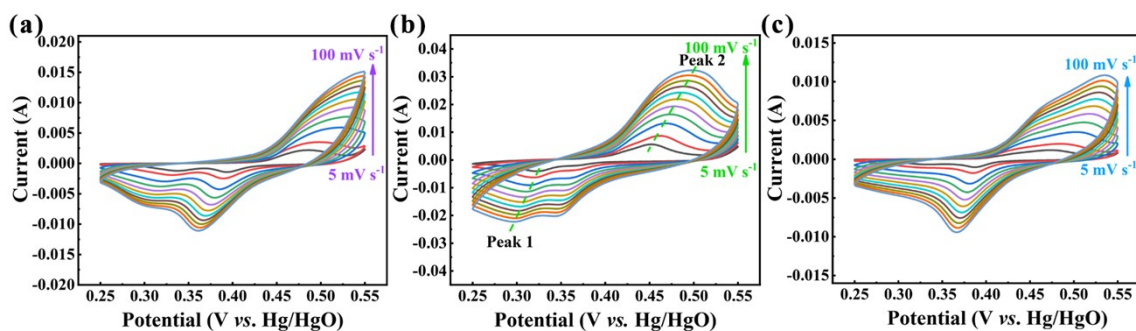 (a)
0.020
0.015
0.010
0.005
0.000
-0.005
-0.010
-0.015
-0.020
Current (A)
100 mV s⁻¹
5 mV s⁻¹
0.25 0.30 0.35 0.40 0.45 0.50 0.55
Potential (V vs. Hg/HgO)
(b)
0.04
0.03
0.02
0.01
0.00
-0.01
-0.02
-0.03
-0.04
Current (A)
100 mV s⁻¹
Peak 2
5 mV s⁻¹
Peak 1
0.25 0.30 0.35 0.40 0.45 0.50 0.55
Potential (V vs. Hg/HgO)
(c)
0.015
0.010
0.005
0.000
-0.005
-0.010
-0.015
Current (A)
100 mV s⁻¹
5 mV s⁻¹
0.25 0.30 0.35 0.40 0.45 0.50 0.55
Potential (V vs. Hg/HgO)